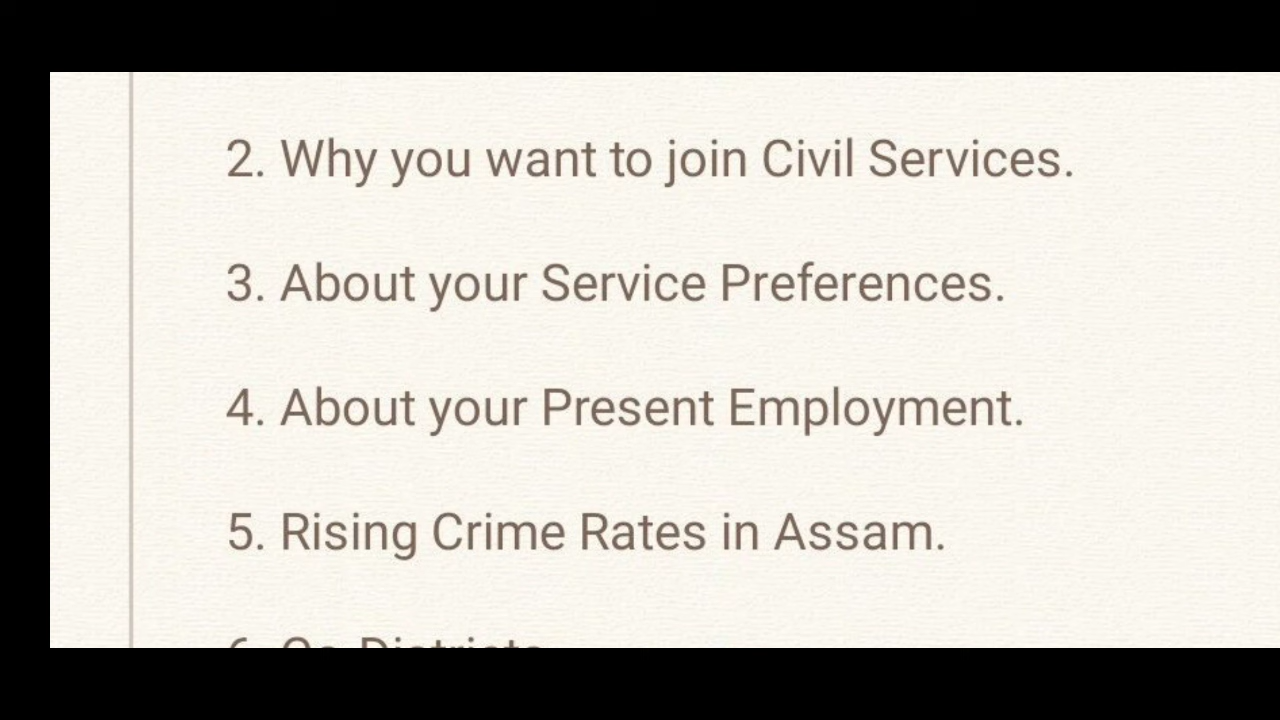 2. Why you want to join Civil Services.
3. About your Service Preferences.
4. About your Present Employment.
5. Rising Crime Rates in Assam.